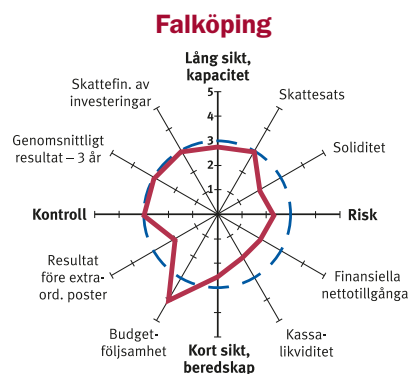 Falköping
Lång sikt,
kapacitet
Skattefin. av
investeringar
Skattesats
Genomsnittligt
resultat – 3 år
Soliditet
5
4
3
2
1
Kontroll
Risk
Resultat
före extra-
ord. poster
Finansiella
nettotillgånga
Budget-
följsamhet
Kassa-
likviditet
Kort sikt,
beredskap